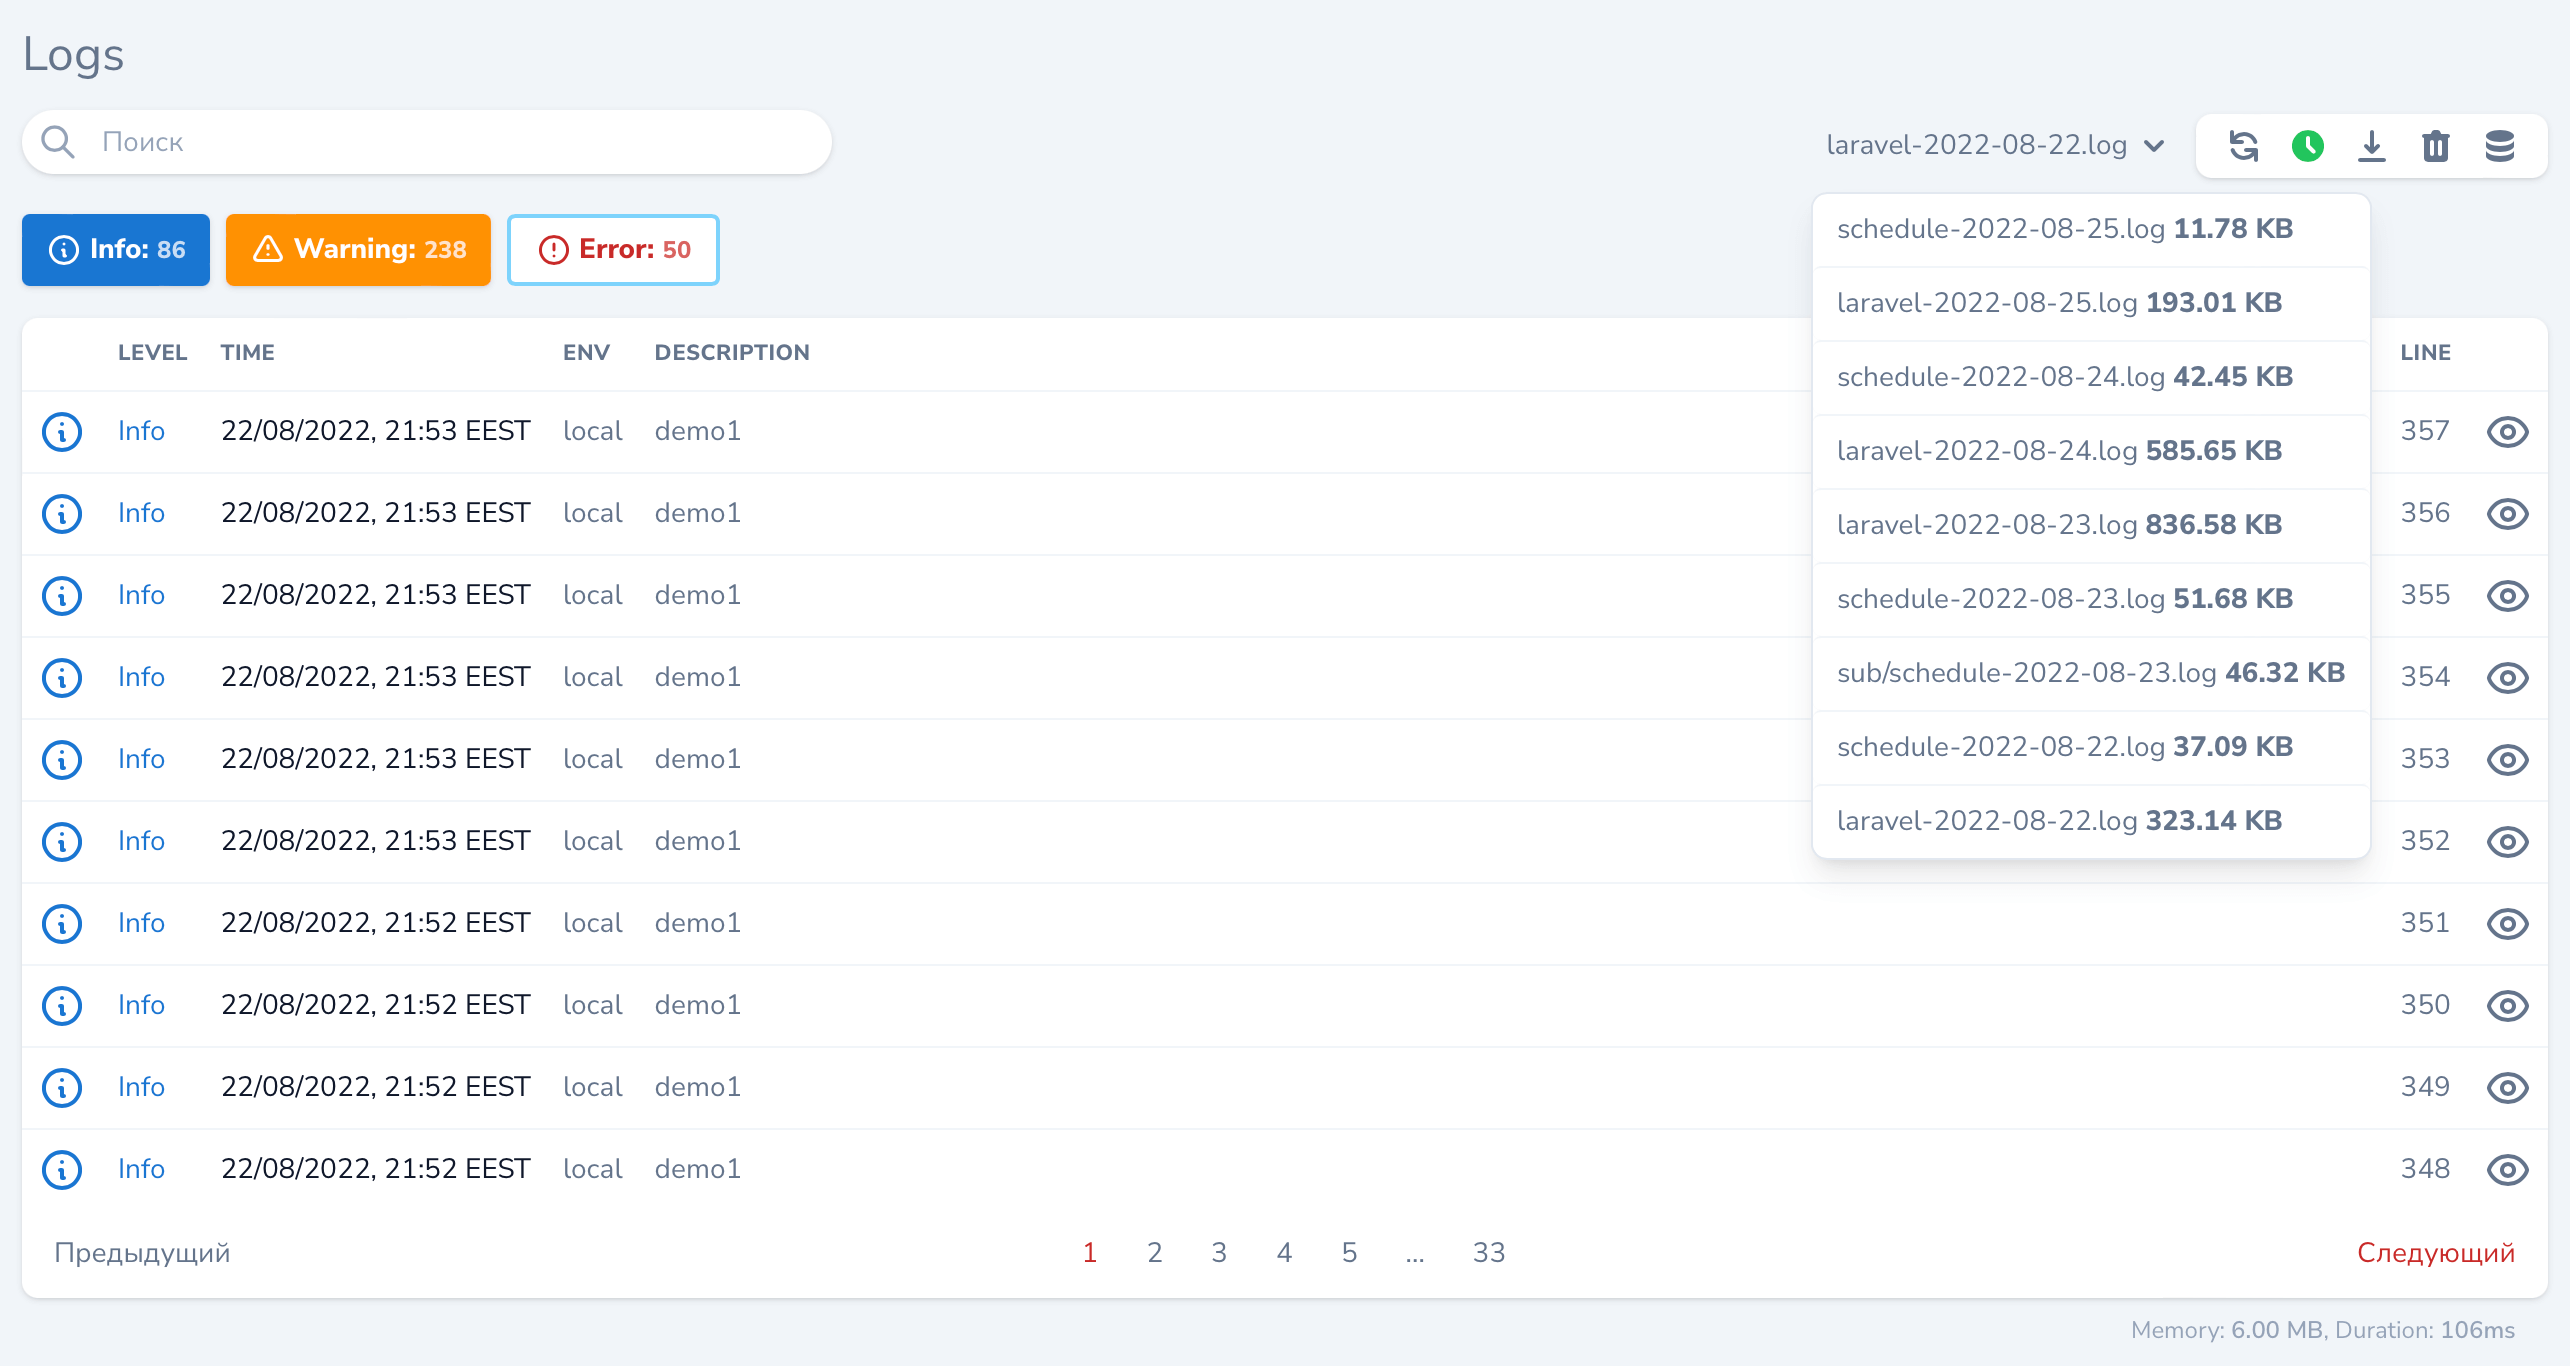 Logs
Поиск
laravel-2022-08-22.log
Info: 86
Warning: 238
Error: 50
schedule-2022-08-25.log 11.78 KB
laravel-2022-08-25.log 193.01 KB
schedule-2022-08-24.log 42.45 KB
laravel-2022-08-24.log 585.65 KB
laravel-2022-08-23.log 836.58 KB
schedule-2022-08-23.log 51.68 KB
sub/schedule-2022-08-23.log 46.32 KB
schedule-2022-08-22.log 37.09 KB
laravel-2022-08-22.log 323.14 KB
LEVEL TIME ENV DESCRIPTION LINE
Info 22/08/2022, 21:53 EEST local demo1 357
Info 22/08/2022, 21:53 EEST local demo1 356
Info 22/08/2022, 21:53 EEST local demo1 355
Info 22/08/2022, 21:53 EEST local demo1 354
Info 22/08/2022, 21:53 EEST local demo1 353
Info 22/08/2022, 21:53 EEST local demo1 352
Info 22/08/2022, 21:52 EEST local demo1 351
Info 22/08/2022, 21:52 EEST local demo1 350
Info 22/08/2022, 21:52 EEST local demo1 349
Info 22/08/2022, 21:52 EEST local demo1 348
Предыдущий 1 2 3 4 5 ... 33 Следующий
Memory: 6.00 MB, Duration: 106ms